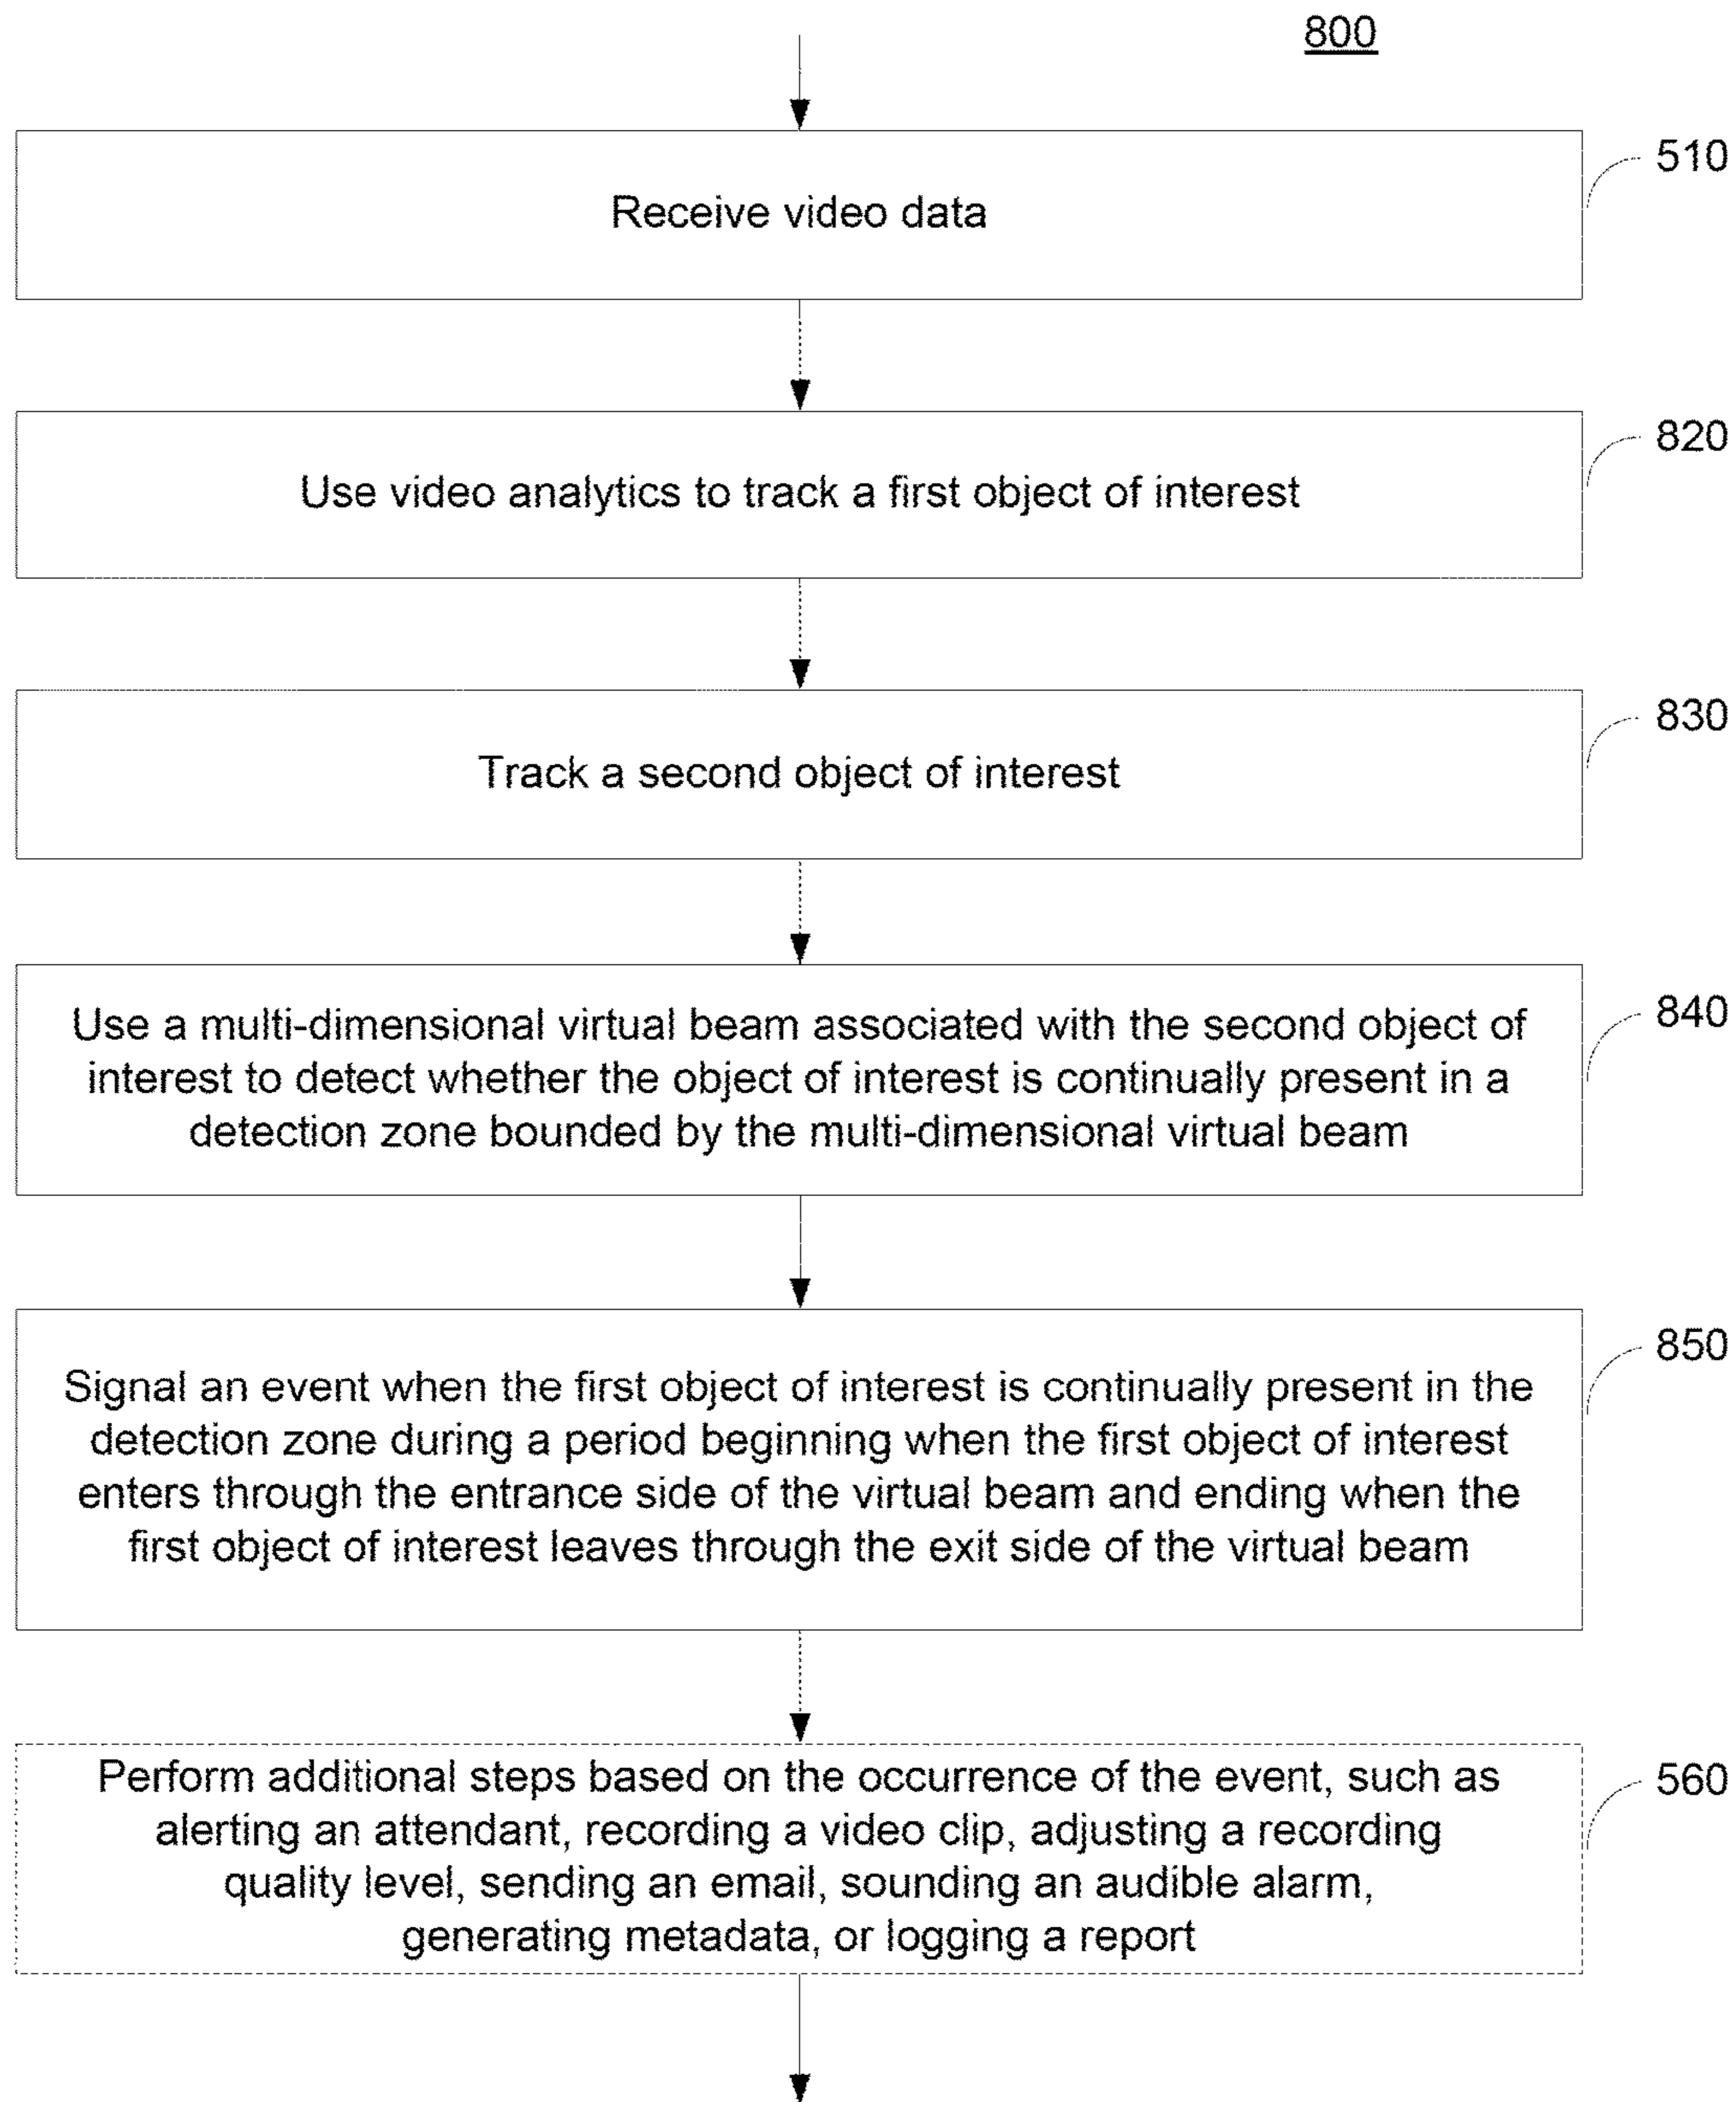 800
510
Receive video data
820
Use video analytics to track a first object of interest
830
Track a second object of interest
840
Use a multi-dimensional virtual beam associated with the second object of
interest to detect whether the object of interest is continually present in a
detection zone bounded by the multi-dimensional virtual beam
850
Signal an event when the first object of interest is continually present in the
detection zone during a period beginning when the first object of interest
enters through the entrance side of the virtual beam and ending when the
first object of interest leaves through the exit side of the virtual beam
560
Perform additional steps based on the occurrence of the event, such as
alerting an attendant, recording a video clip, adjusting a recording
quality level, sending an email, sounding an audible alarm,
generating metadata, or logging a report